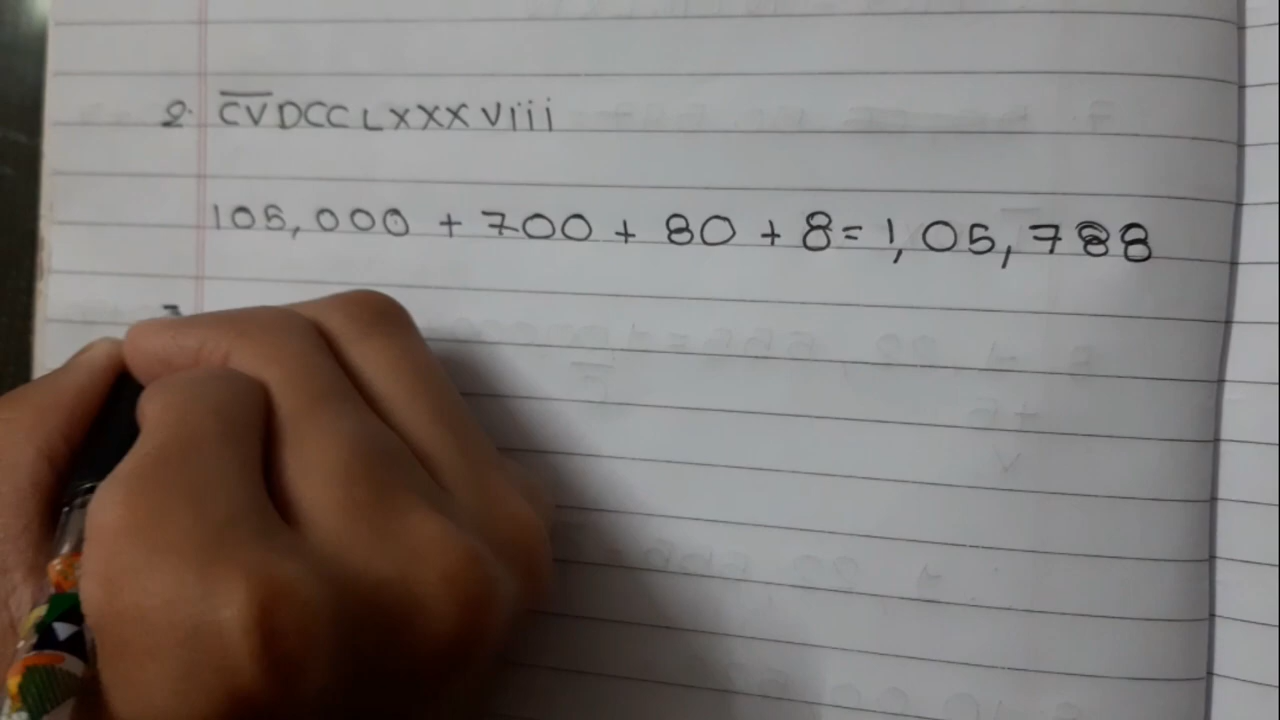 2. C̅V̅DCCLXXXViii
105,000 + 700 + 80 + 8 = 1,05,788